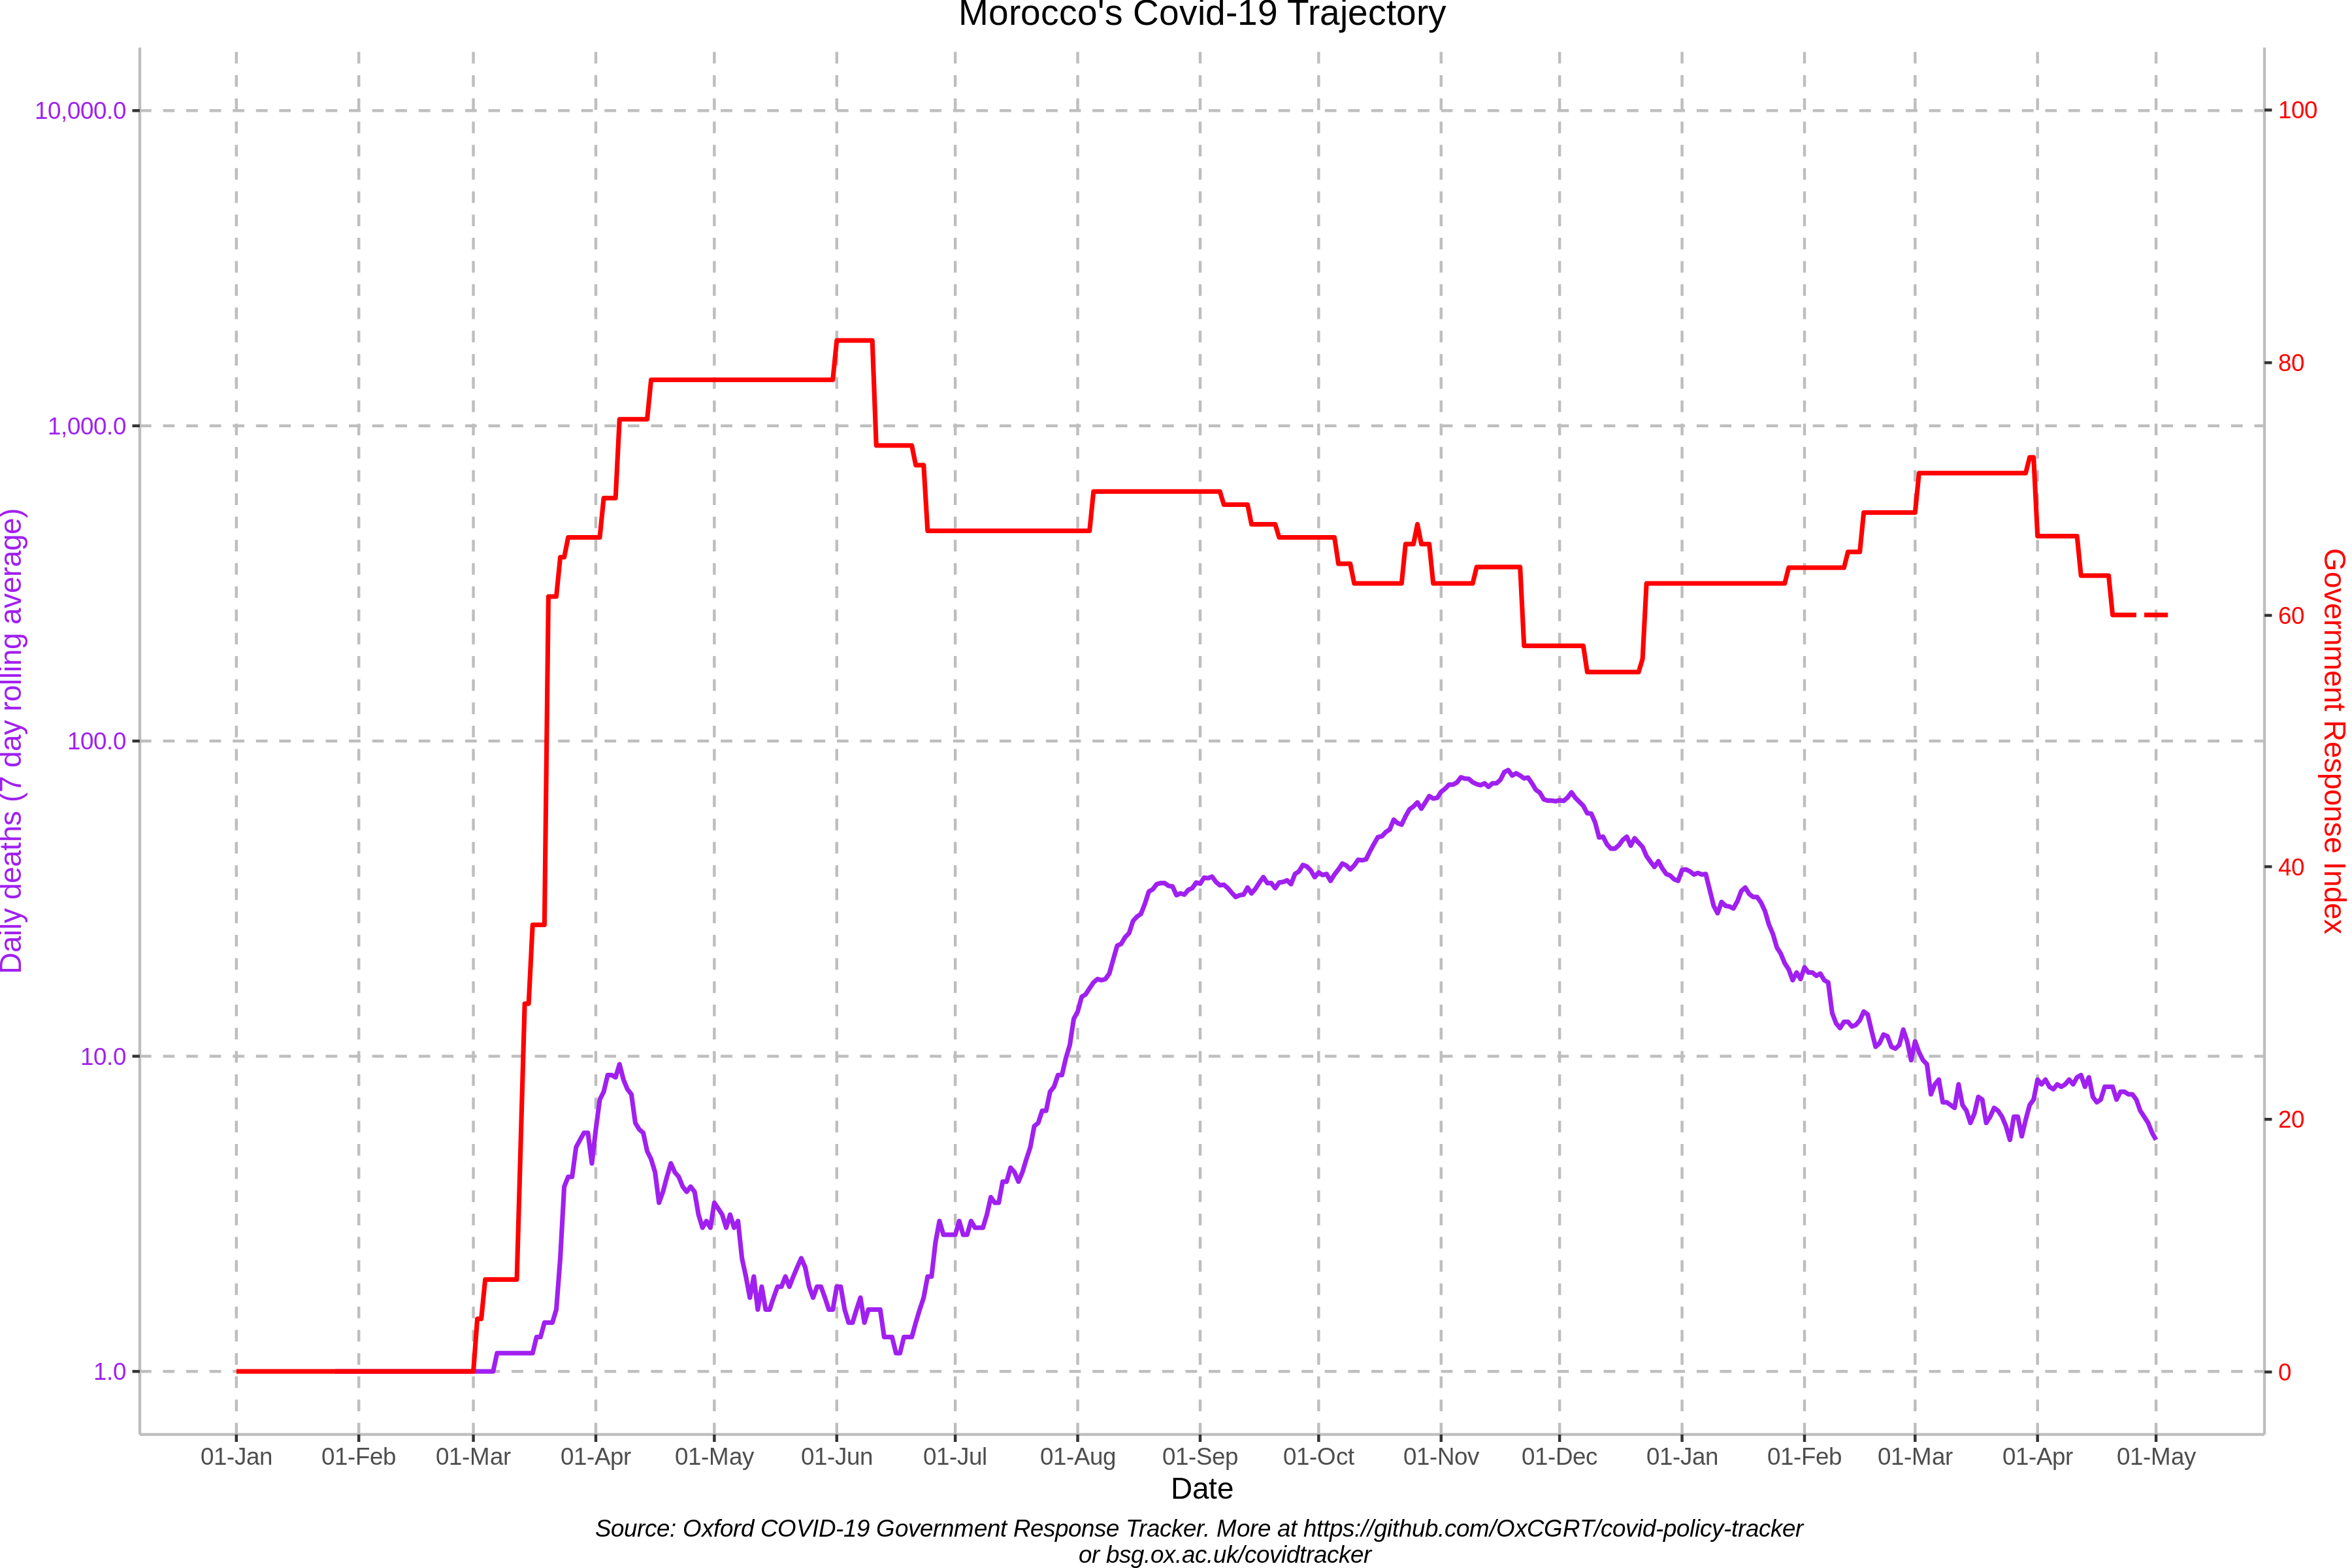 Morocco's Covid-19 Trajectory
10,000.0
1,000.0
100.0
10.0
1.0
Daily deaths (7 day rolling average)
100
80
60
40
20
0
Government Response Index
01-Jan 01-Feb 01-Mar 01-Apr 01-May 01-Jun 01-Jul 01-Aug 01-Sep 01-Oct 01-Nov 01-Dec 01-Jan 01-Feb 01-Mar 01-Apr 01-May
Date
Source: Oxford COVID-19 Government Response Tracker. More at https://github.com/OxCGRT/covid-policy-tracker
or bsg.ox.ac.uk/covidtracker